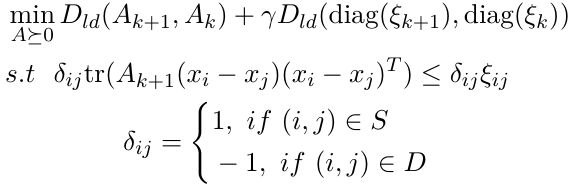 min_{A⪰0} D_{ld}(A_{k+1}, A_k) + γD_{ld}(diag(ξ_{k+1}), diag(ξ_k))
s.t δ_{ij}tr(A_{k+1}(x_i − x_j)(x_i − x_j)^T) ≤ δ_{ij}ξ_{ij}
δ_{ij} = { 1, if (i, j) ∈ S
− 1, if (i, j) ∈ D